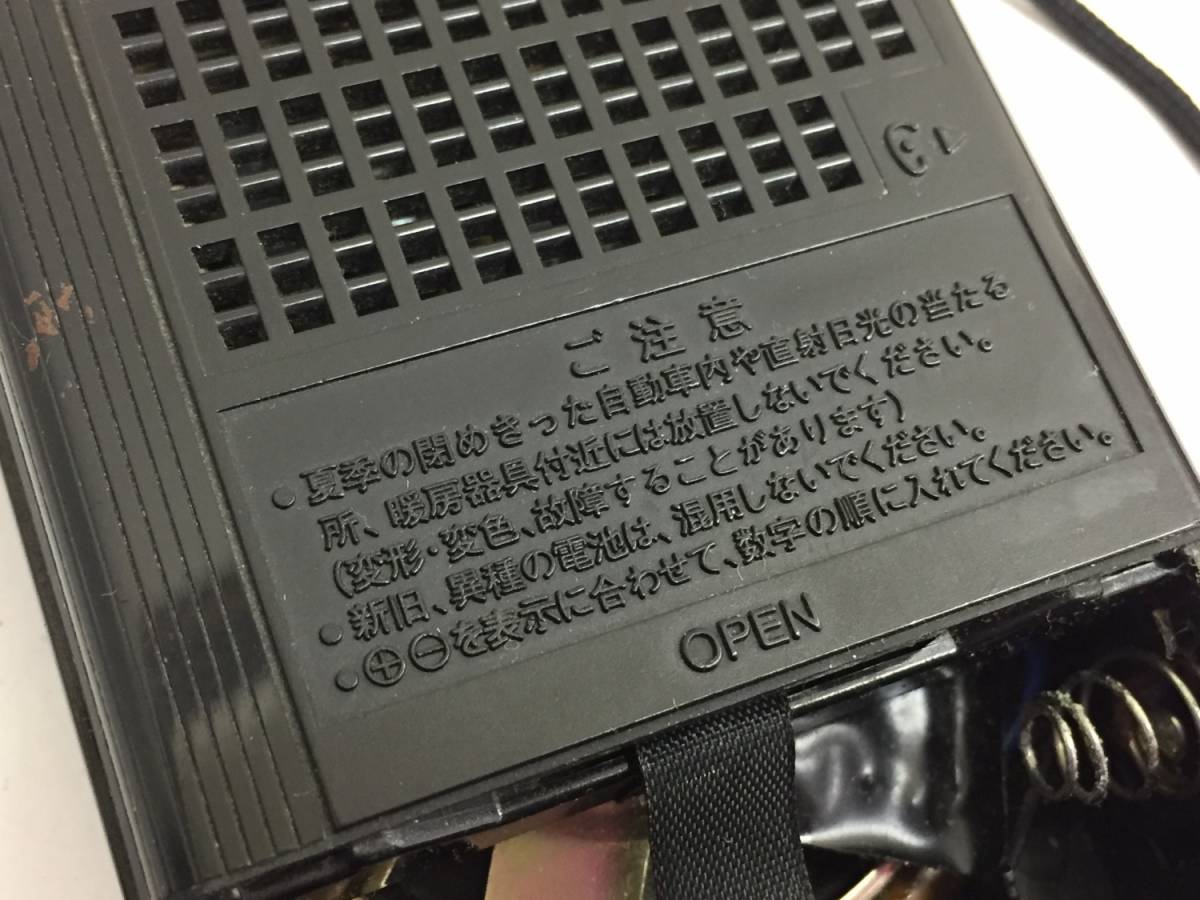 ご注意
●夏季の閉めきった自動車内や直射日光の当たる
所、暖房器具付近には放置しないでください。
(変形・変色、故障することがあります)
●新旧、異種の電池は、混用しないでください。
●⊕⊖を表示に合わせて、数字の順に入れてください。
OPEN